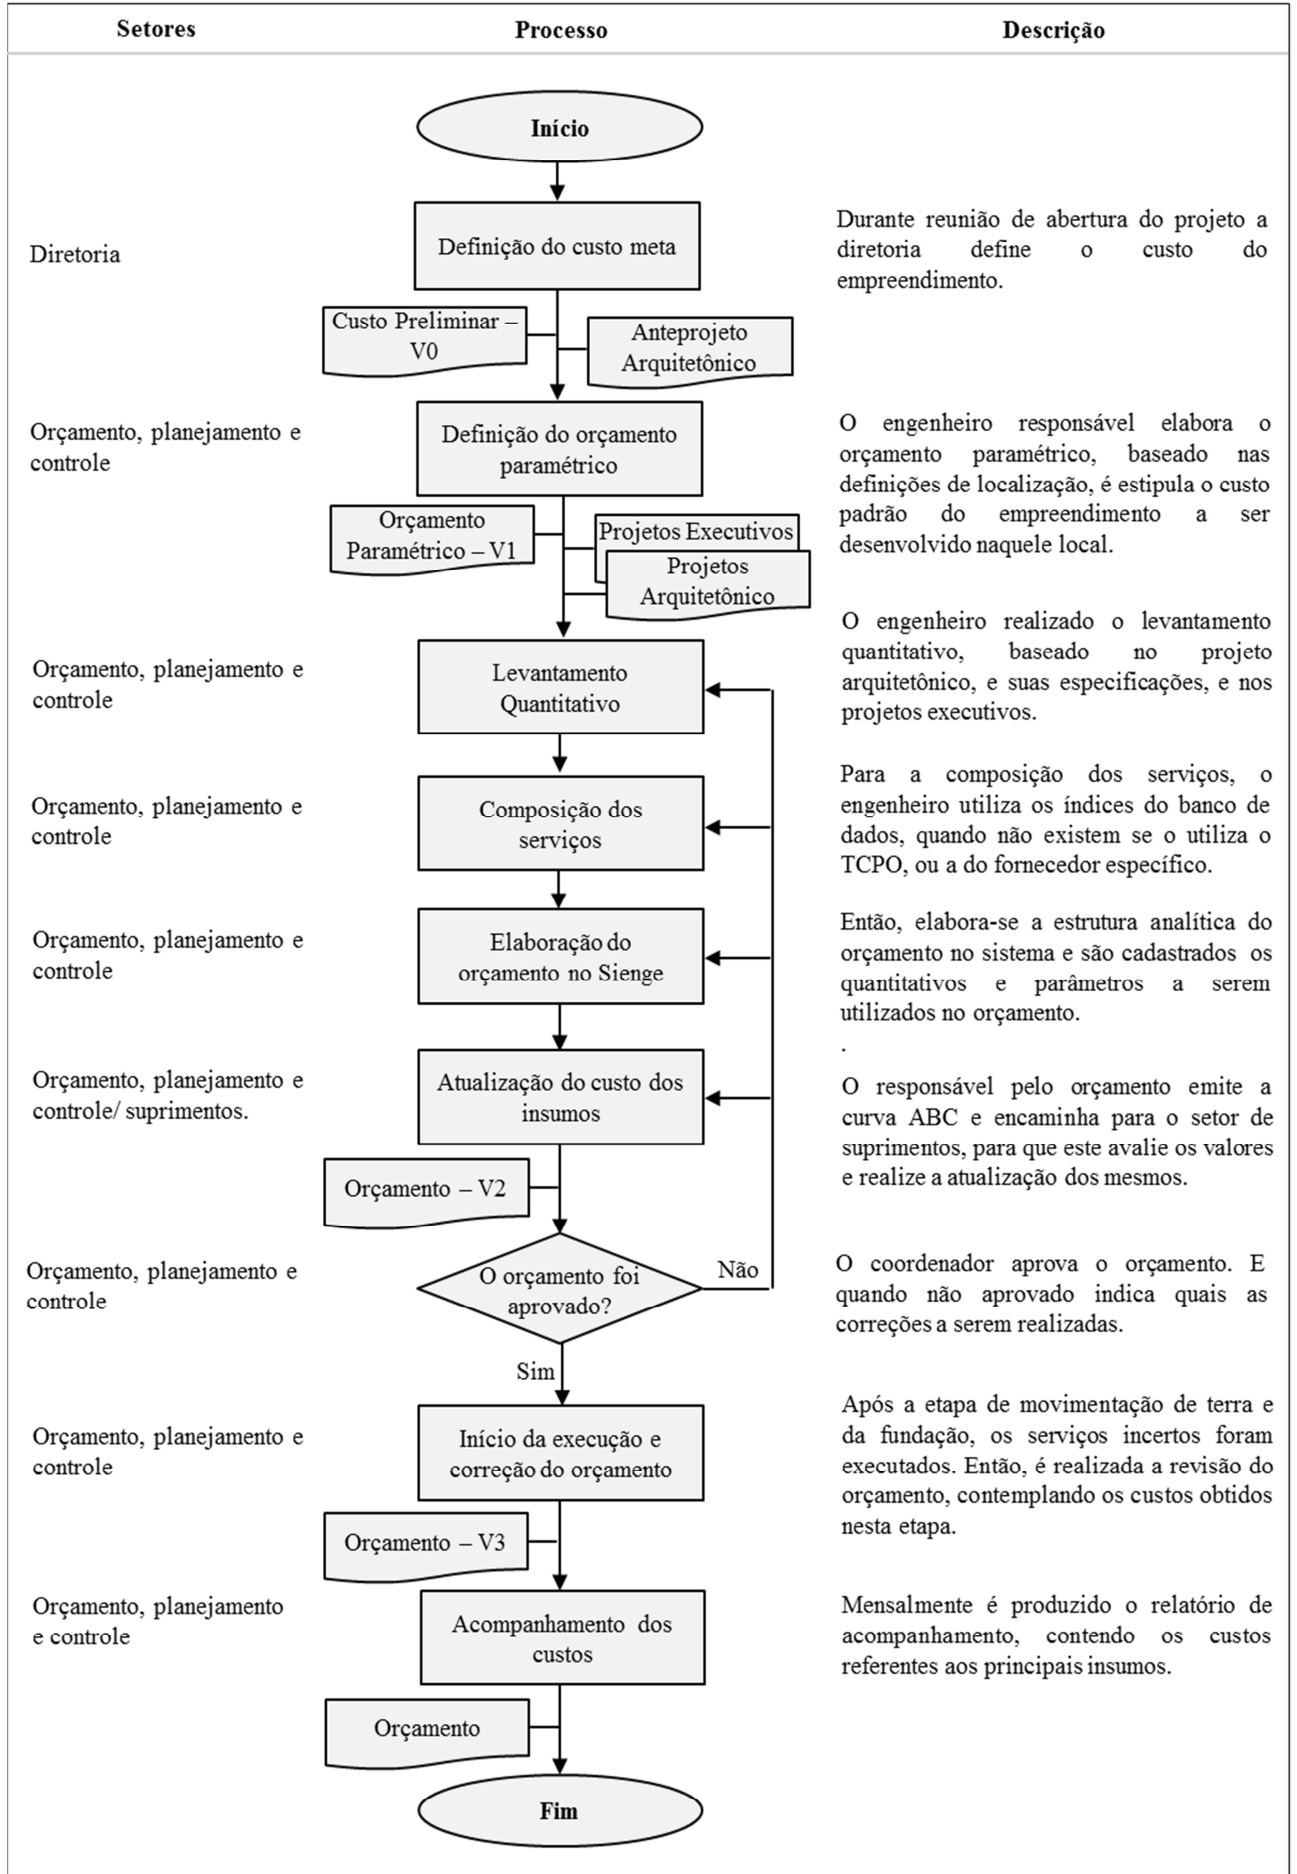 Setores
Processo
Descrição
Início
Diretoria
Definição do custo meta
Durante reunião de abertura do projeto a
diretoria define o custo do
empreendimento.
Custo Preliminar –
V0
Anteprojeto
Arquitetônico
Orçamento, planejamento e
controle
Definição do orçamento
paramétrico
O engenheiro responsável elabora o
orçamento paramétrico, baseado nas
definições de localização, é estipula o custo
padrão do empreendimento a ser
desenvolvido naquele local.
Orçamento
Paramétrico – V1
Projetos Executivos
Projetos
Arquitetônico
Orçamento, planejamento e
controle
Levantamento
Quantitativo
O engenheiro realizado o levantamento
quantitativo, baseado no projeto
arquitetônico, e suas especificações, e nos
projetos executivos.
Orçamento, planejamento e
controle
Composição dos
serviços
Para a composição dos serviços, o
engenheiro utiliza os índices do banco de
dados, quando não existem se o utiliza o
TCPO, ou a do fornecedor específico.
Orçamento, planejamento e
controle
Elaboração do
orçamento no Sienge
Então, elabora-se a estrutura analítica do
orçamento no sistema e são cadastrados os
quantitativos e parâmetros a serem
utilizados no orçamento.
.
Orçamento, planejamento e
controle/ suprimentos.
Atualização do custo dos
insumos
O responsável pelo orçamento emite a
curva ABC e encaminha para o setor de
suprimentos, para que este avalie os valores
e realize a atualização dos mesmos.
Orçamento – V2
Orçamento, planejamento e
controle
O orçamento foi
aprovado?
Não
O coordenador aprova o orçamento. E
quando não aprovado indica quais as
correções a serem realizadas.
Sim
Orçamento, planejamento e
controle
Início da execução e
correção do orçamento
Após a etapa de movimentação de terra e
da fundação, os serviços incertos foram
executados. Então, é realizada a revisão do
orçamento, contemplando os custos obtidos
nesta etapa.
Orçamento – V3
Orçamento, planejamento
e controle
Acompanhamento dos
custos
Mensalmente é produzido o relatório de
acompanhamento, contendo os custos
referentes aos principais insumos.
Orçamento
Fim